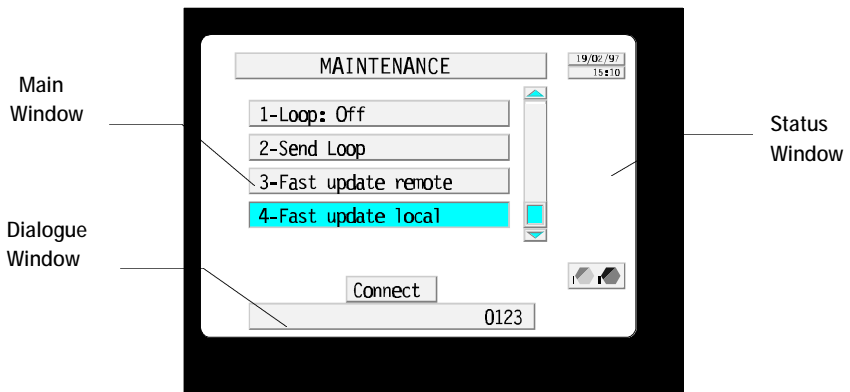 MAINTENANCE
19/02/97
15:10
Main
Window
1-Loop: Off
2-Send Loop
3-Fast update remote
4-Fast update local
Status
Window
Dialogue
Window
Connect
0123